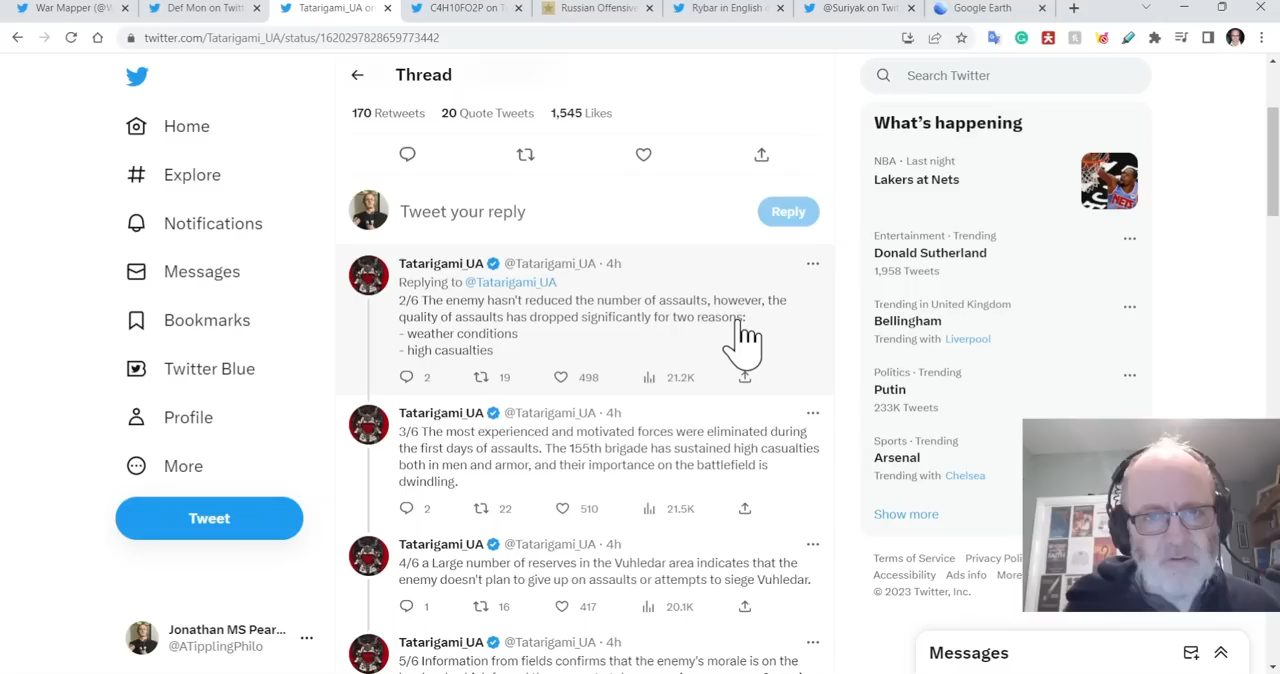 War Mapper (@W
Def Mon on Twitt
Tatarigami_UA on
C4H10FO2P on T
Russian Offensive
Rybar in English o
@Suriyak on Twitt
Google Earth
twitter.com/Tatarigami_UA/status/1620297828659773442
Home
Explore
Notifications
Messages
Bookmarks
Twitter Blue
Profile
More
Tweet
Jonathan MS Pear...
@ATipplingPhilo
Thread
170 Retweets 20 Quote Tweets 1,545 Likes
Tweet your reply
Reply
Tatarigami_UA @Tatarigami_UA · 4h
Replying to @Tatarigami_UA
2/6 The enemy hasn't reduced the number of assaults, however, the
quality of assaults has dropped significantly for two reasons:
- weather conditions
- high casualties
2 19 498 21.2K
Tatarigami_UA @Tatarigami_UA · 4h
3/6 The most experienced and motivated forces were eliminated during
the first days of assaults. The 155th brigade has sustained high casualties
both in men and armor, and their importance on the battlefield is
dwindling.
2 22 510 21.5K
Tatarigami_UA @Tatarigami_UA · 4h
4/6 a Large number of reserves in the Vuhledar area indicates that the
enemy doesn't plan to give up on assaults or attempts to siege Vuhledar.
1 16 417 20.1K
Tatarigami_UA @Tatarigami_UA · 4h
5/6 Information from fields confirms that the enemy's morale is on the
Search Twitter
What's happening
NBA · Last night
Lakers at Nets
Entertainment · Trending
Donald Sutherland
1,958 Tweets
Trending in United Kingdom
Bellingham
Trending with Liverpool
Politics · Trending
Putin
233K Tweets
Sports · Trending
Arsenal
Trending with Chelsea
Show more
Terms of Service Privacy Poli
Accessibility Ads info More
© 2023 Twitter, Inc.
Messages